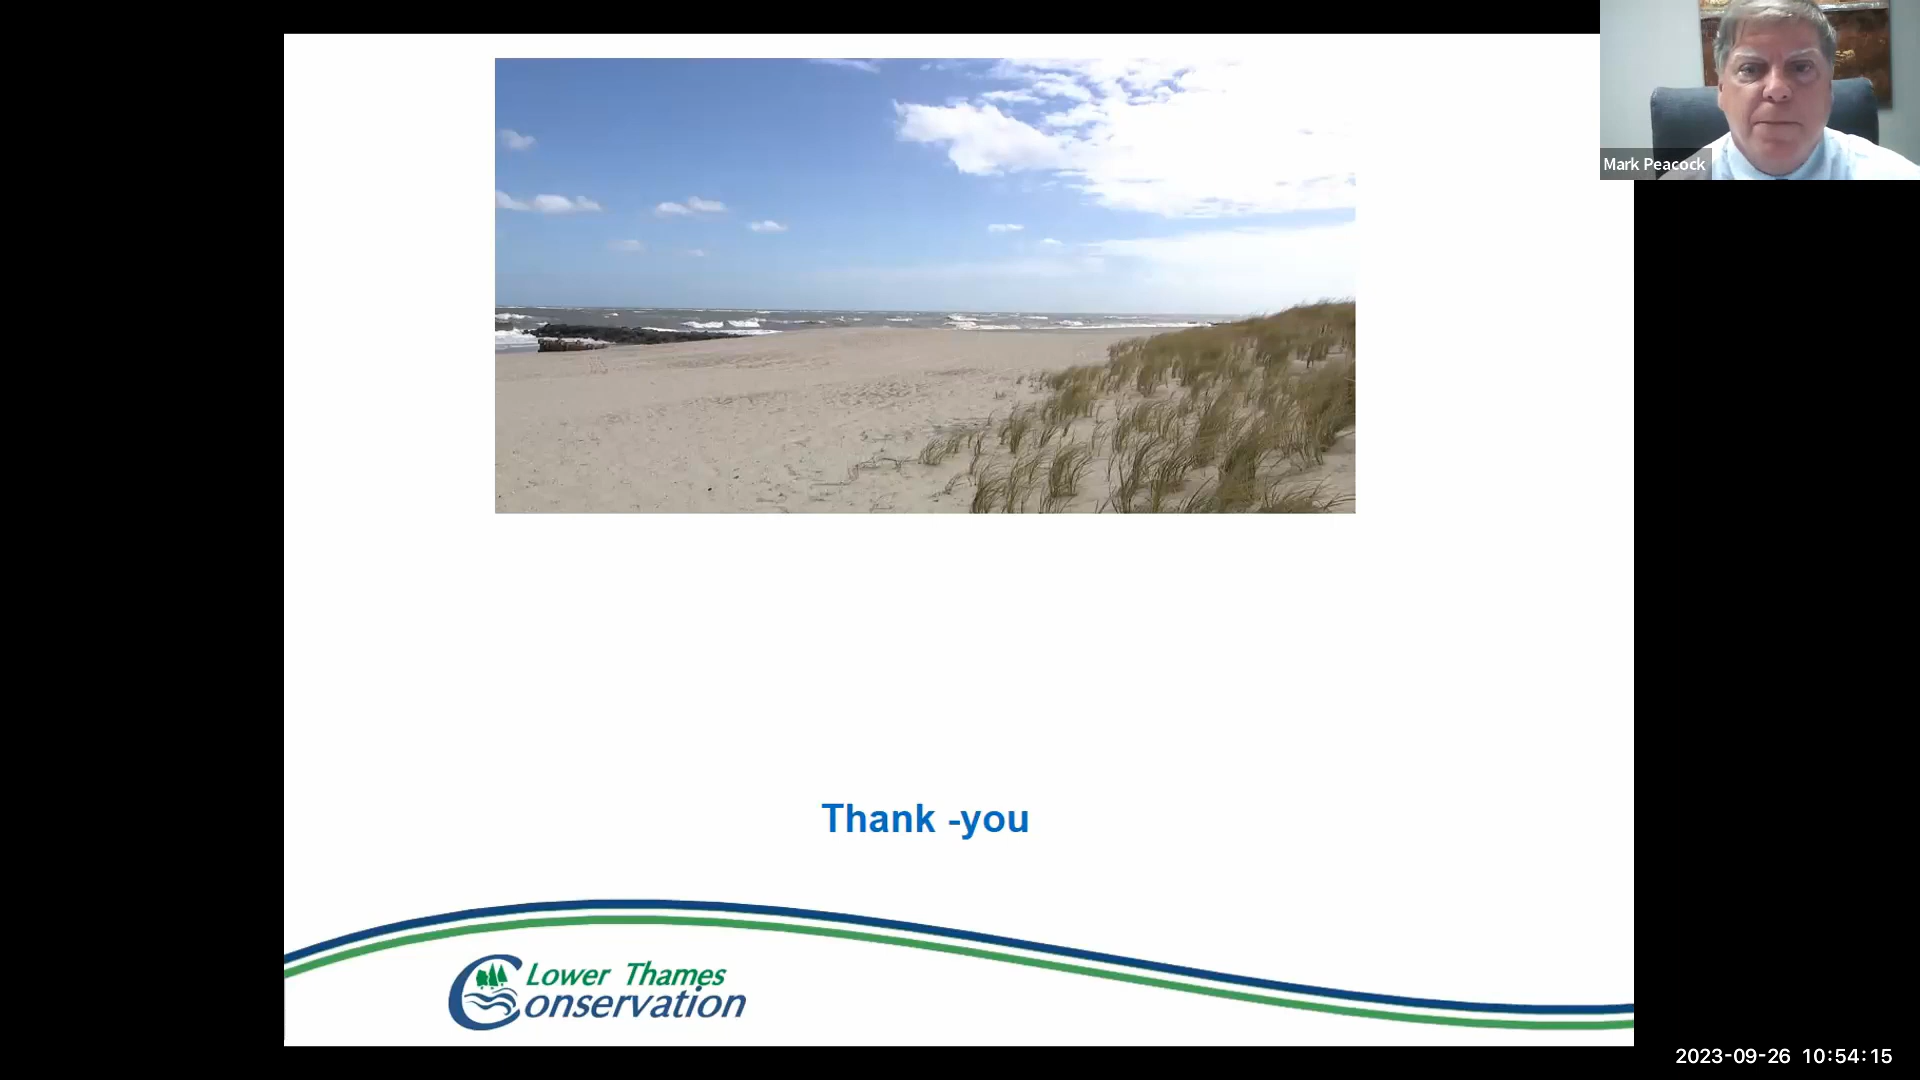 Mark Peacock
Thank -you
Lower Thames
Conservation
2023-09-26 10:54:15